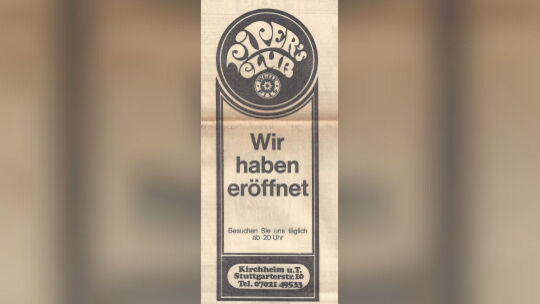 PIPER's
CLUB
Wir
haben
eröffnet
Besuchen Sie uns täglich
ab 20 Uhr
Kirchheim u.T.
Stuttgarterstr. 10
Tel. 07021 49533